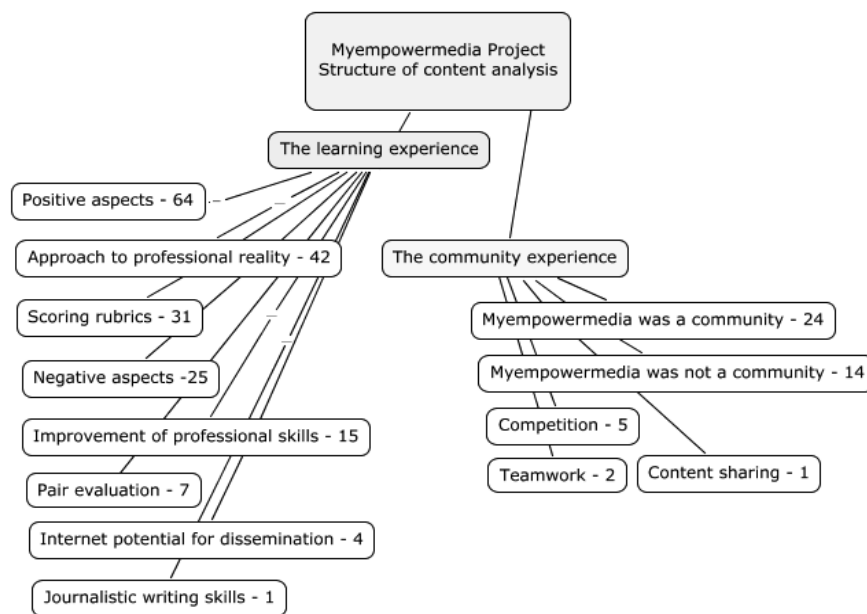 Myempowermedia Project
Structure of content analysis
The learning experience
Positive aspects - 64
Approach to professional reality - 42
Scoring rubrics - 31
Negative aspects -25
Improvement of professional skills - 15
Pair evaluation - 7
Internet potential for dissemination - 4
Journalistic writing skills - 1
The community experience
Myempowermedia was a community - 24
Myempowermedia was not a community - 14
Competition - 5
Teamwork - 2
Content sharing - 1